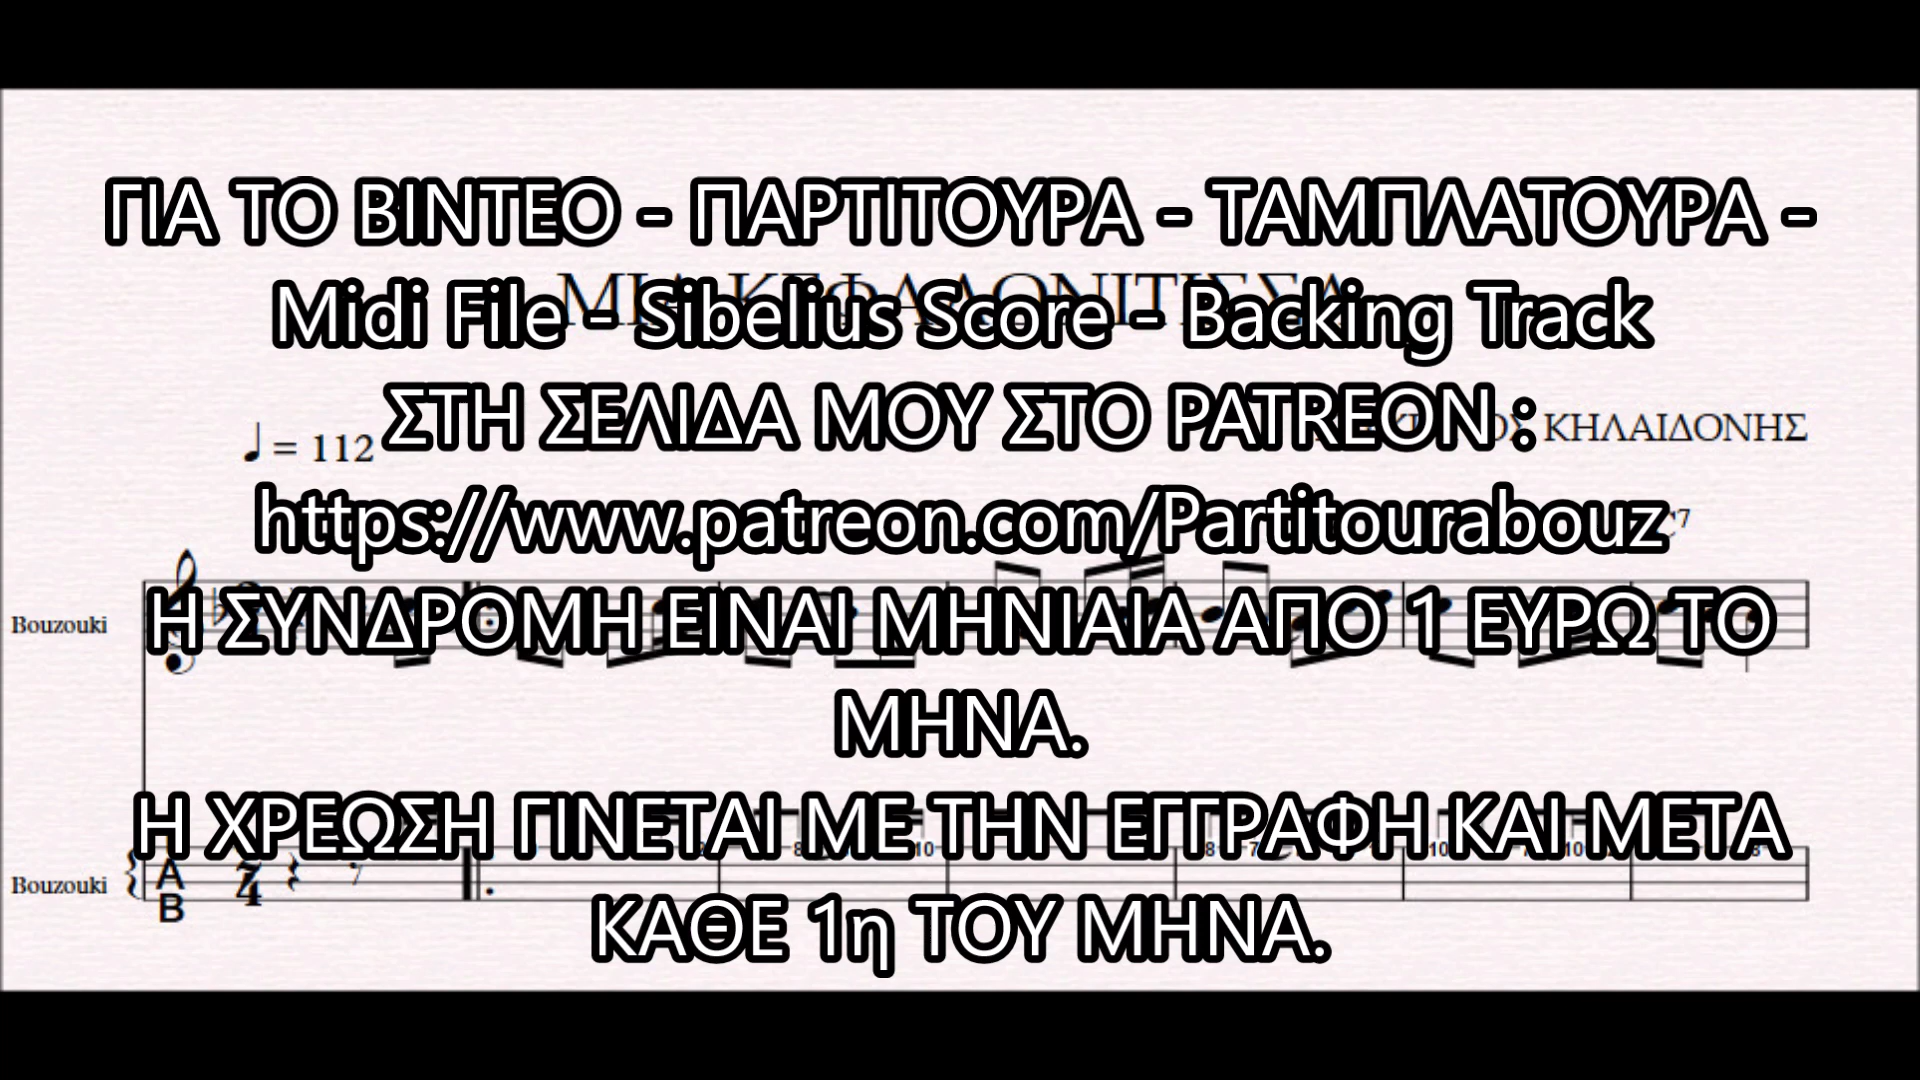 ΓΙΑ ΤΟ ΒΙΝΤΕΟ - ΠΑΡΤΙΤΟΥΡΑ - ΤΑΜΠΛΑΤΟΥΡΑ -
ΜΙΑ ΚΕΦΑΛΟΝΙΤΙΣΣΑ
Midi File - Sibelius Score - Backing Track
ΣΤΗ ΣΕΛΙΔΑ ΜΟΥ ΣΤΟ PATREON :
ΚΗΛΑΙΔΟΝΗΣ
♩ = 112
https://www.patreon.com/Partitourabouz
Η ΣΥΝΔΡΟΜΗ ΕΙΝΑΙ ΜΗΝΙΑΙΑ ΑΠΟ 1 ΕΥΡΩ ΤΟ
Bouzouki
ΜΗΝΑ.
Η ΧΡΕΩΣΗ ΓΙΝΕΤΑΙ ΜΕ ΤΗΝ ΕΓΓΡΑΦΗ ΚΑΙ ΜΕΤΑ
Bouzouki
ΚΑΘΕ 1η ΤΟΥ ΜΗΝΑ.